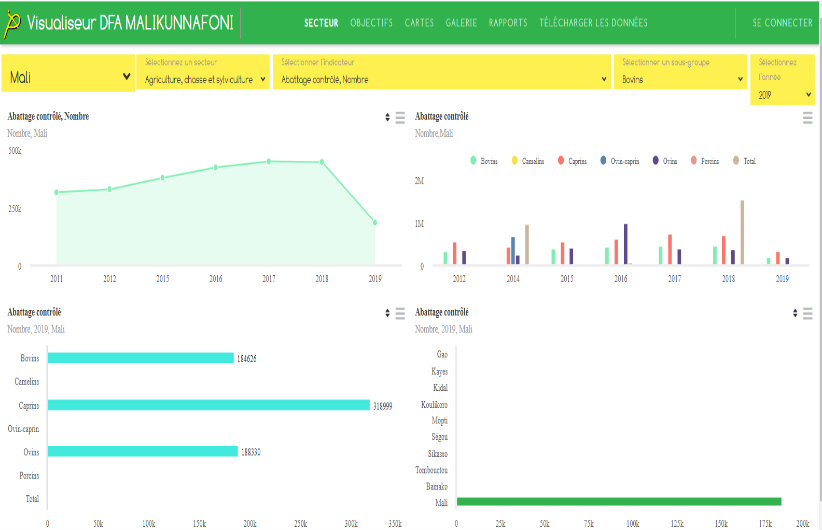 Visualiseur DFA MALIKUNNAFONI
SECTEUR OBJECTIFS CARTES GALERIE RAPPORTS TÉLÉCHARGER LES DONNÉES SE CONNECTER
Mali
Sélectionnez un secteur
Agriculture, chasse et sylviculture
Sélectionner l'indicateur
Abattage contrôlé, Nombre
Sélectionner un sous-groupe
Bovins
Sélectionnez
l'année
2019
Abattage contrôlé, Nombre
Nombre, Mali
500k
250k
0
2011 2012 2015 2016 2017 2018 2019
Abattage contrôlé
Nombre,Mali
Bovins Camelins Caprins Ovin-caprin Ovins Porcins Total
2M
1M
0
2012 2014 2015 2016 2017 2018 2019
Abattage contrôlé
Nombre, 2019, Mali
Bovins 184626
Camelins
Caprins 318999
Ovin-caprin
Ovins 188330
Porcins
Total
0 50k 100k 150k 200k 250k 300k 350k
Abattage contrôlé
Nombre, 2019, Mali
Gao
Kayes
Kidal
Koulikoro
Mopti
Ségou
Sikasso
Tombouctou
Bamako
Mali
0 25k 50k 75k 100k 125k 150k 175k 200k